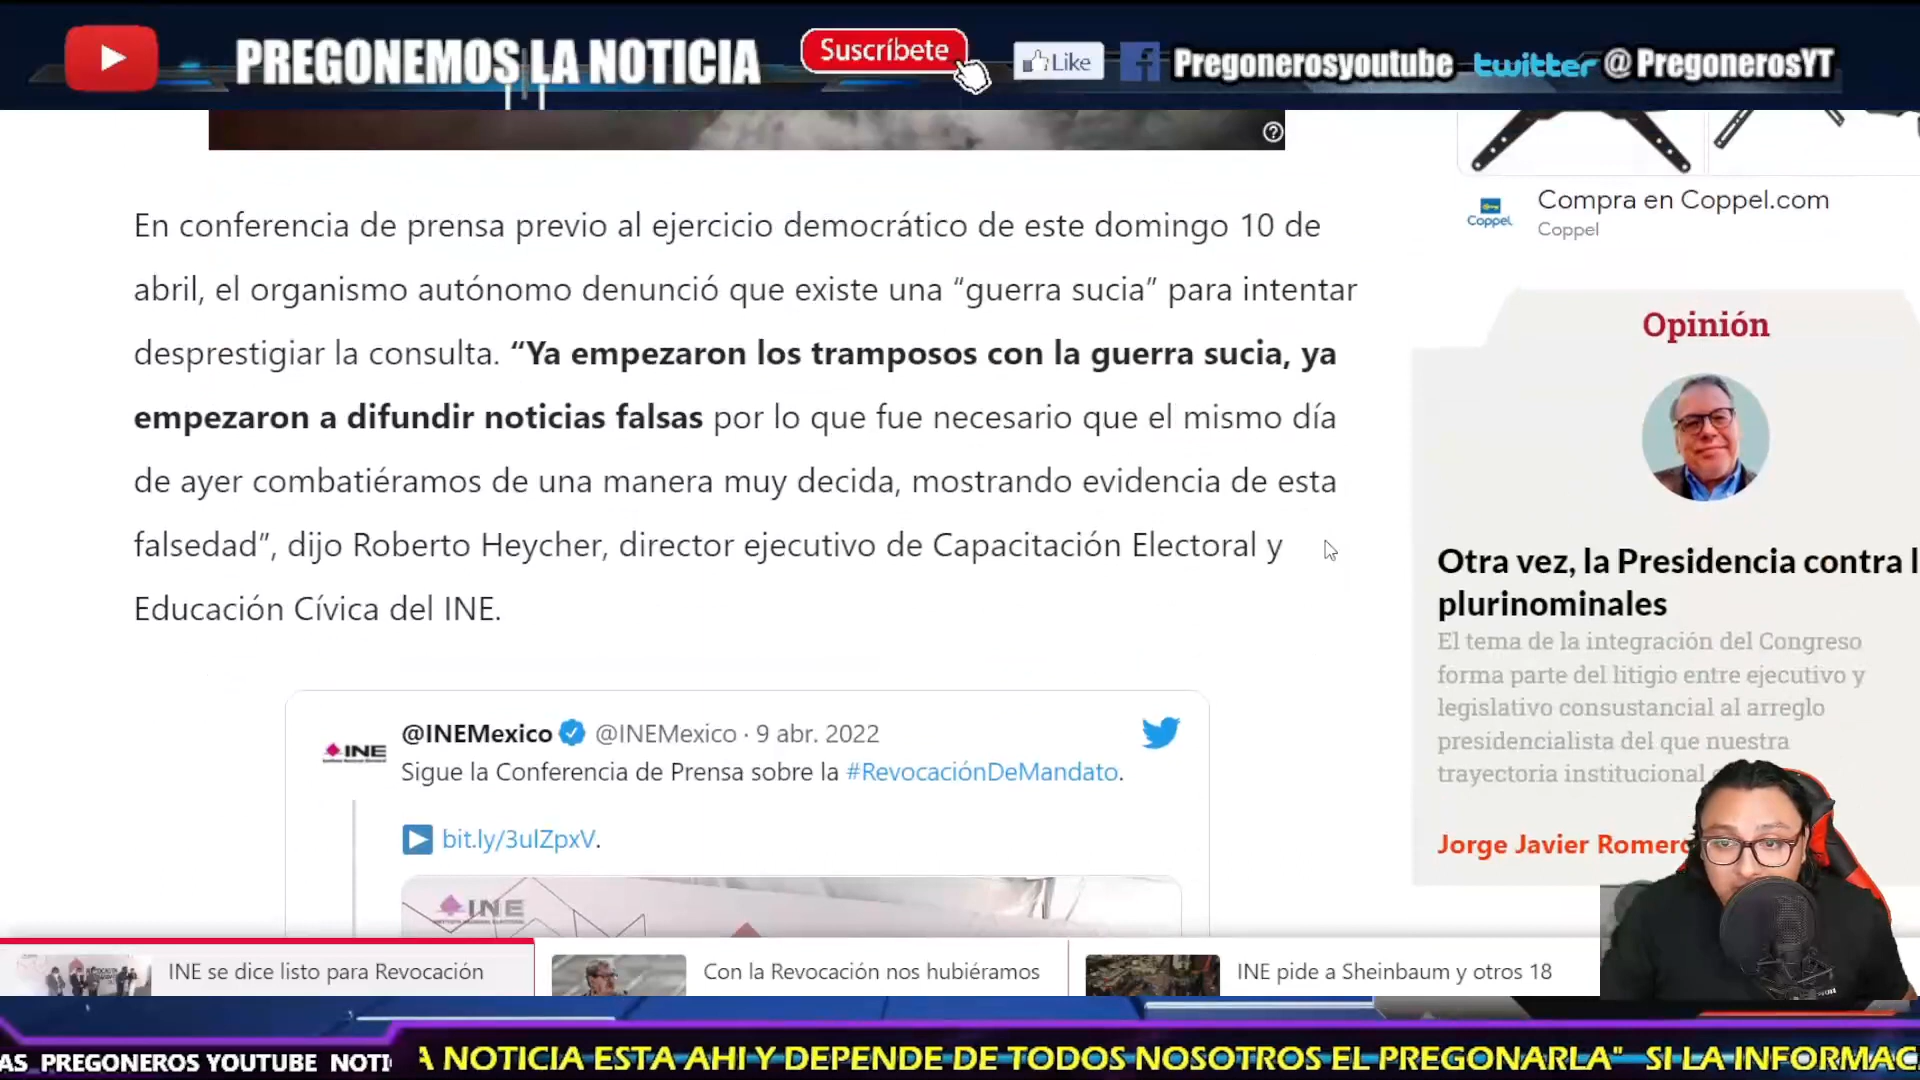 PREGONEMOS LA NOTICIA
Suscríbete
Like
Pregonerosyoutube
twitter @PregonerosYT
En conferencia de prensa previo al ejercicio democrático de este domingo 10 de
abril, el organismo autónomo denunció que existe una “guerra sucia” para intentar
desprestigiar la consulta. “Ya empezaron los tramposos con la guerra sucia, ya
empezaron a difundir noticias falsas por lo que fue necesario que el mismo día
de ayer combatiéramos de una manera muy decida, mostrando evidencia de esta
falsedad”, dijo Roberto Heycher, director ejecutivo de Capacitación Electoral y
Educación Cívica del INE.
INE
@INEMexico @INEMexico · 9 abr. 2022
Sigue la Conferencia de Prensa sobre la #RevocaciónDeMandato.
bit.ly/3ulZpxV.
INE
Coppel
Compra en Coppel.com
Coppel
Opinión
Otra vez, la Presidencia contra l
plurinominales
El tema de la integración del Congreso
forma parte del litigio entre ejecutivo y
legislativo consustancial al arreglo
presidencialista del que nuestra
trayectoria institucional
Jorge Javier Romero
INE se dice listo para Revocación
Con la Revocación nos hubiéramos
INE pide a Sheinbaum y otros 18
AS PREGONEROS YOUTUBE NOTI
A NOTICIA ESTA AHI Y DEPENDE DE TODOS NOSOTROS EL PREGONARLA" SI LA INFORMAC